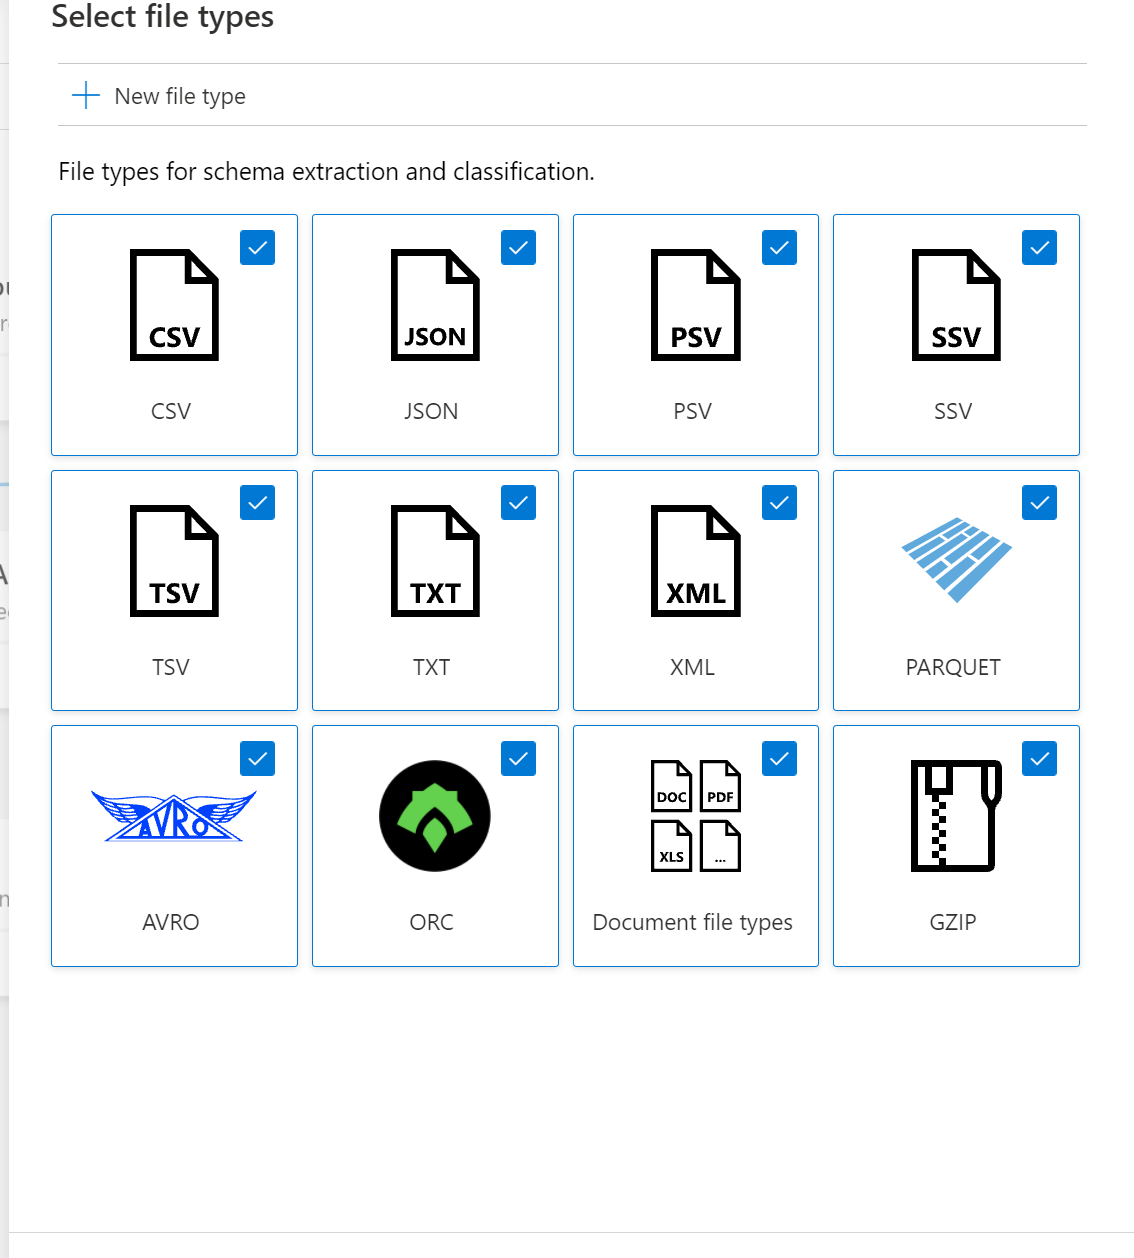 Select file types
New file type
File types for schema extraction and classification.
CSV
JSON
PSV
SSV
CSV
JSON
PSV
SSV
TSV
TXT
XML
TSV
TXT
XML
PARQUET
AVRO
DOC
PDF
XLS
...
AVRO
ORC
Document file types
GZIP